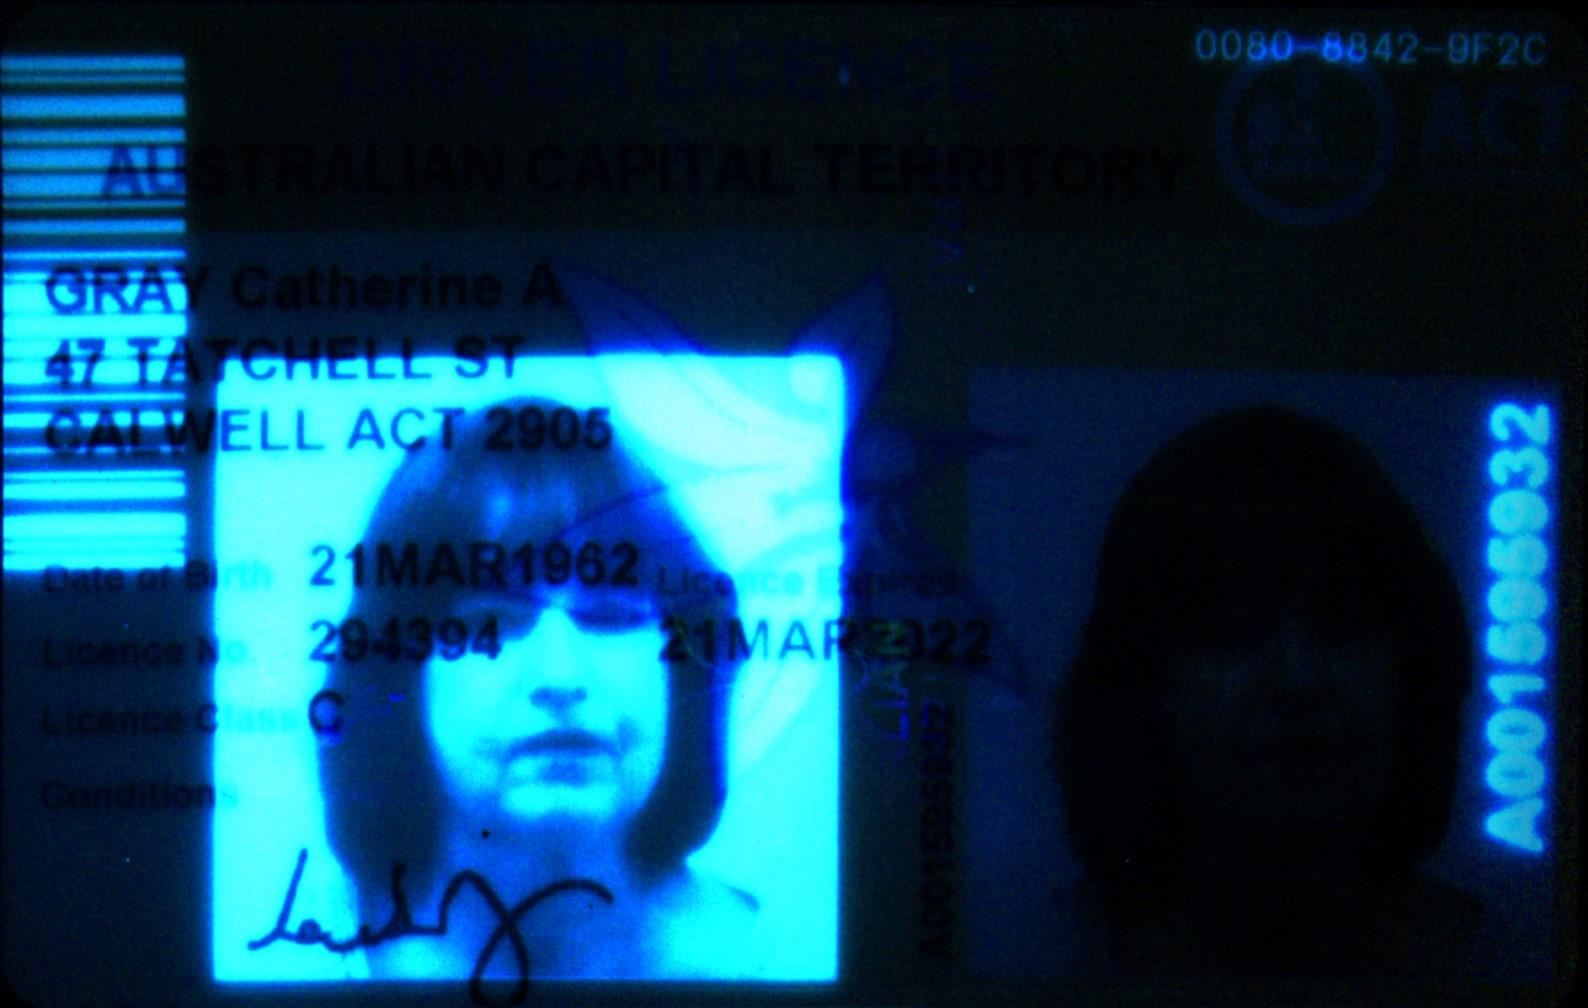 0080-8842-9F2C
DRIVER LICENCE
ACT
AUSTRALIAN CAPITAL TERRITORY
GRAY Catherine A
47 TATCHELL ST
CALWELL ACT 2905
Date of Birth 21MAR1962 Licence Expires
Licence No. 294394 21MAR2022
Licence Class C
Conditions
A001595932
A001595932